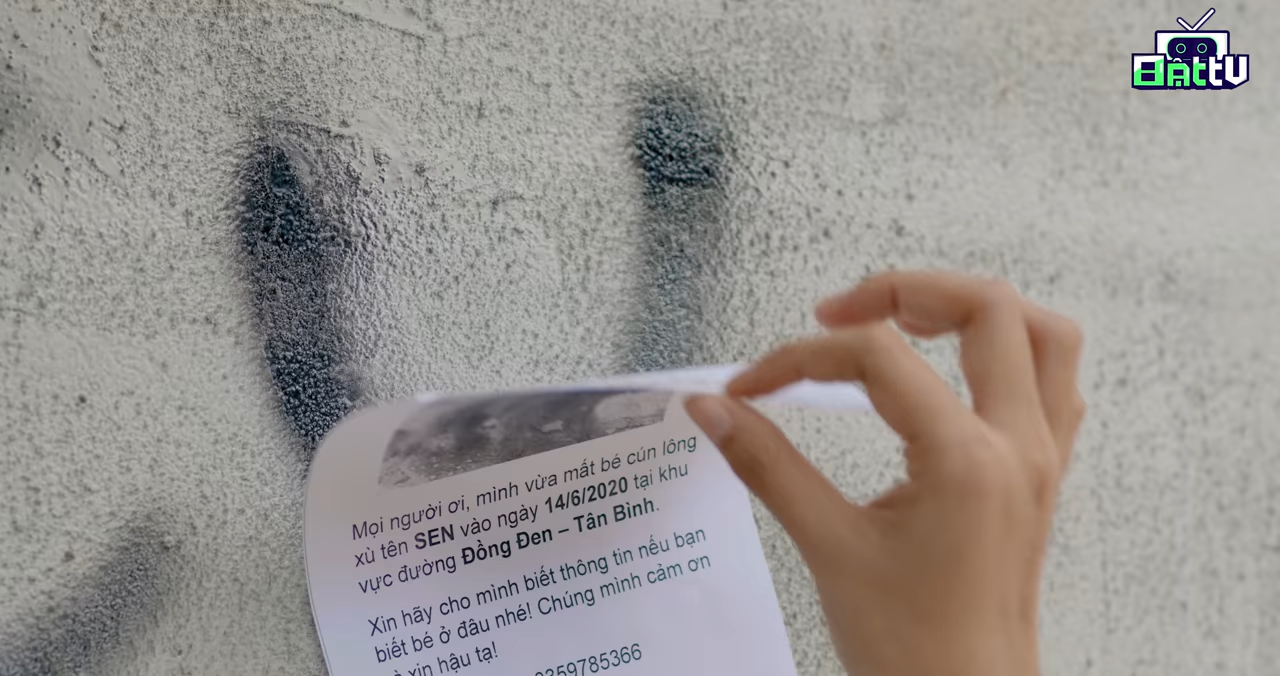 BẬttv
Mọi người ơi, mình vừa mất bé cún lông
xù tên SEN vào ngày 14/6/2020 tại khu
vực đường Đồng Đen – Tân Bình.
Xin hãy cho mình biết thông tin nếu bạn
biết bé ở đâu nhé! Chúng mình cảm ơn
xin hậu tạ!
0359785366